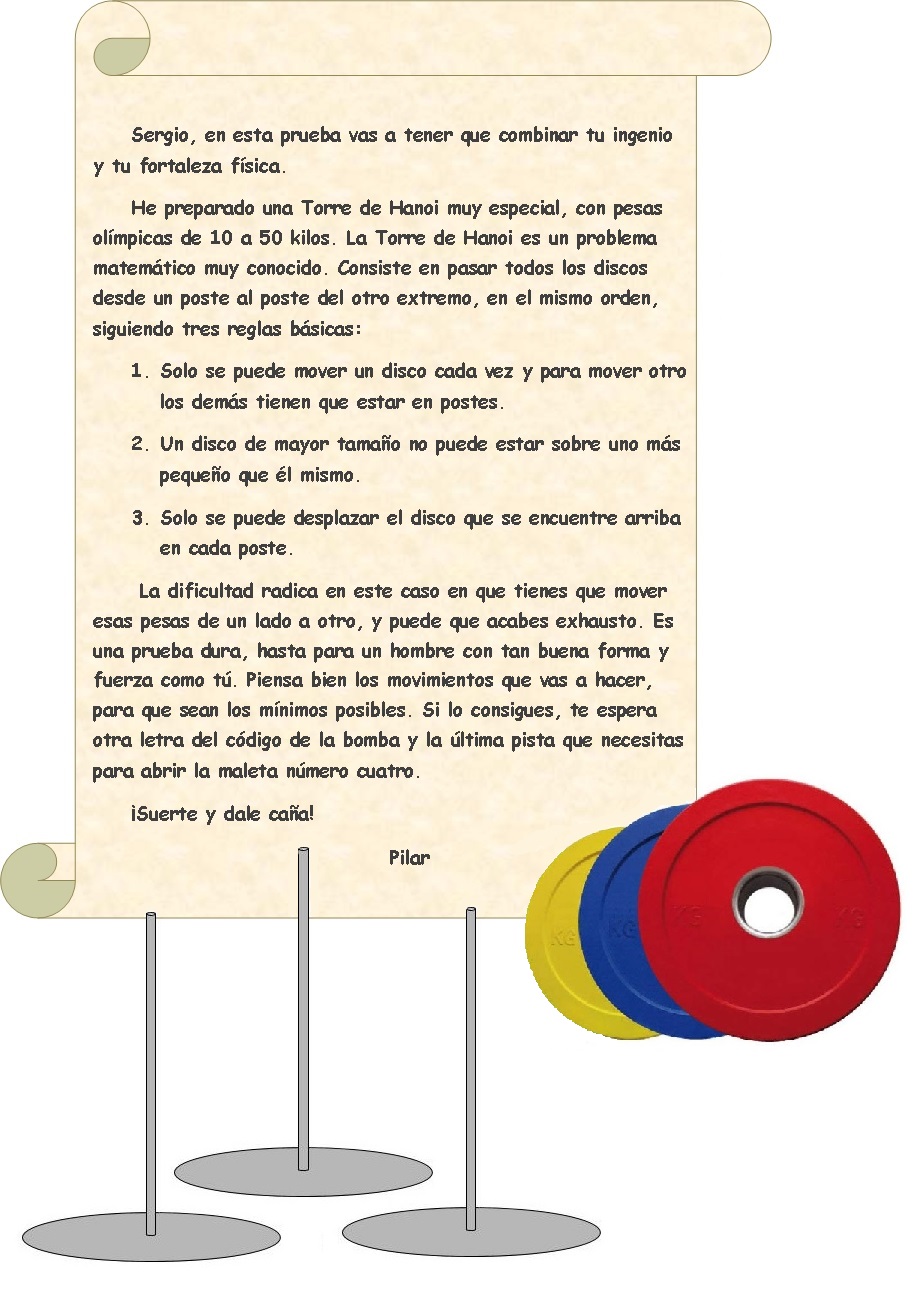 Sergio, en esta prueba vas a tener que combinar tu ingenio
y tu fortaleza física.
He preparado una Torre de Hanoi muy especial, con pesas
olímpicas de 10 a 50 kilos. La Torre de Hanoi es un problema
matemático muy conocido. Consiste en pasar todos los discos
desde un poste al poste del otro extremo, en el mismo orden,
siguiendo tres reglas básicas:
1. Solo se puede mover un disco cada vez y para mover otro
los demás tienen que estar en postes.
2. Un disco de mayor tamaño no puede estar sobre uno más
pequeño que él mismo.
3. Solo se puede desplazar el disco que se encuentre arriba
en cada poste.
La dificultad radica en este caso en que tienes que mover
esas pesas de un lado a otro, y puede que acabes exhausto. Es
una prueba dura, hasta para un hombre con tan buena forma y
fuerza como tú. Piensa bien los movimientos que vas a hacer,
para que sean los mínimos posibles. Si lo consigues, te espera
otra letra del código de la bomba y la última pista que necesitas
para abrir la maleta número cuatro.
¡Suerte y dale caña!
Pilar
KG
KG
KG
KG